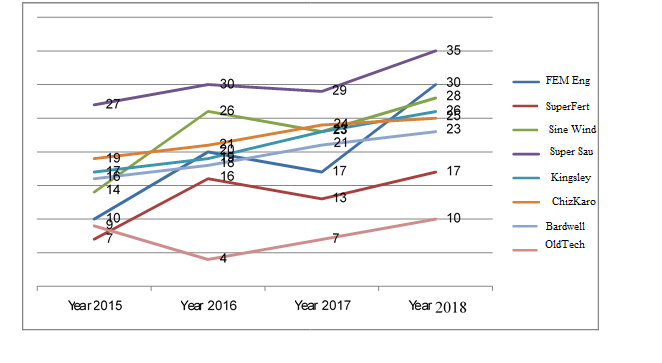 35
30 30 FEM Eng
29 28
27 26 26 SuperFert
25
24 23 23 23 Sine Wind
21 21
20 Super Sau
19 19
18
17 17 17
16 16 Kingsley
14
13 ChizKaro
10 10
9 Bardwell
7 7 OldTech
4
Year 2015 Year 2016 Year 2017 Year 2018